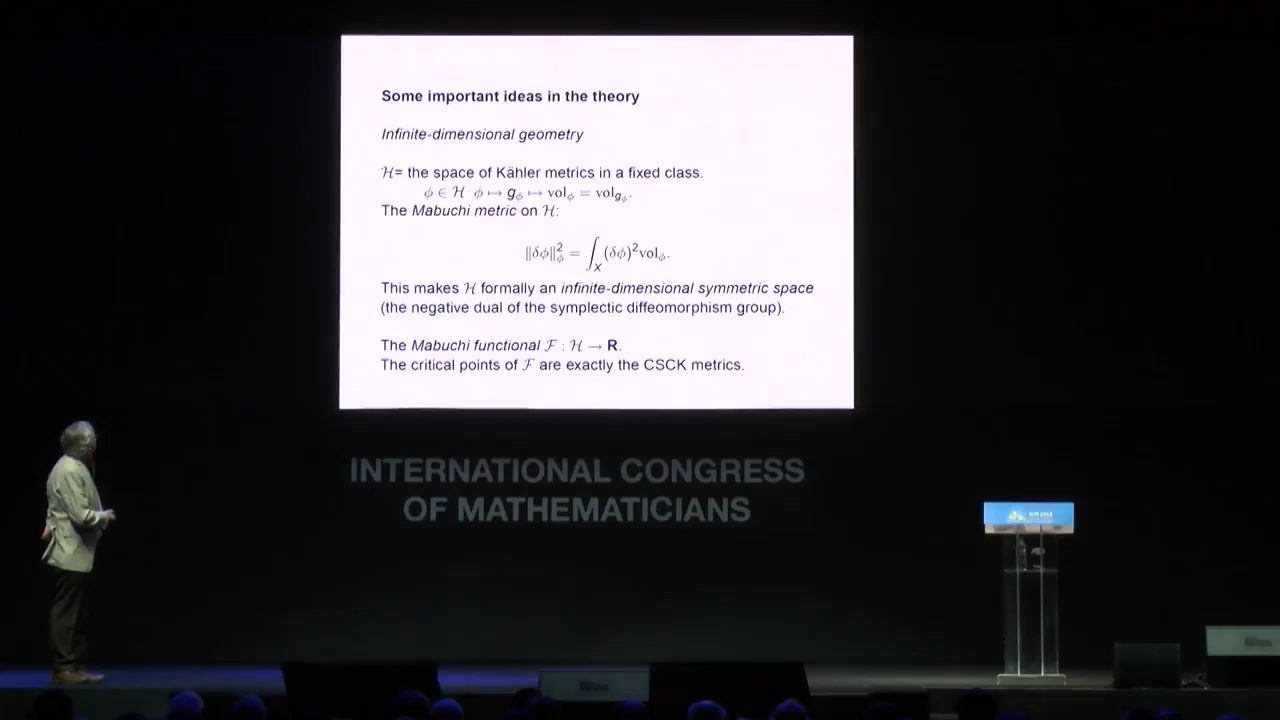 Some important ideas in the theory
Infinite-dimensional geometry
ℋ= the space of Kähler metrics in a fixed class.
ϕ ∈ ℋ ϕ ↦ g_ϕ ↦ vol_ϕ = vol_{g_ϕ}.
The Mabuchi metric on ℋ:
‖δϕ‖²_ϕ = ∫_X (δϕ)²vol_ϕ.
This makes ℋ formally an infinite-dimensional symmetric space
(the negative dual of the symplectic diffeomorphism group).
The Mabuchi functional ℱ : ℋ → R.
The critical points of ℱ are exactly the CSCK metrics.
INTERNATIONAL CONGRESS
OF MATHEMATICIANS
ICM 2018